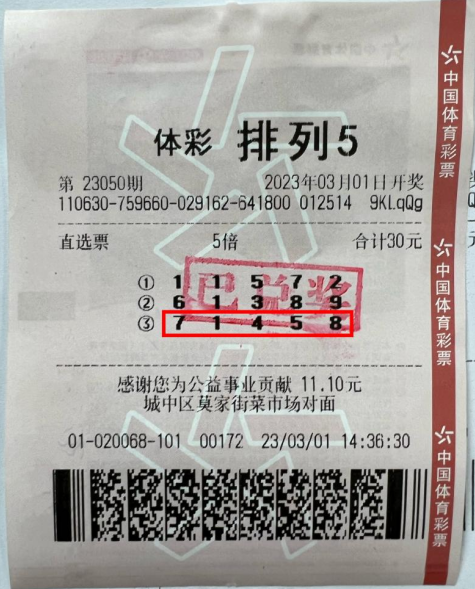 体彩 排列5
第 23050期 2023年03月01日开奖
110630-759660-029162-641800 012514 9KLqQg
直选票 5倍 合计30元
① 1 1 5 7 2
② 6 1 3 8 9
③ 7 1 4 5 8
已兑奖
感谢您为公益事业贡献 11.10元
城中区莫家街菜市场对面
01-020068-101 00172 23/03/01 14:36:30
中国体育彩票
中国体育彩票
中国体育彩票